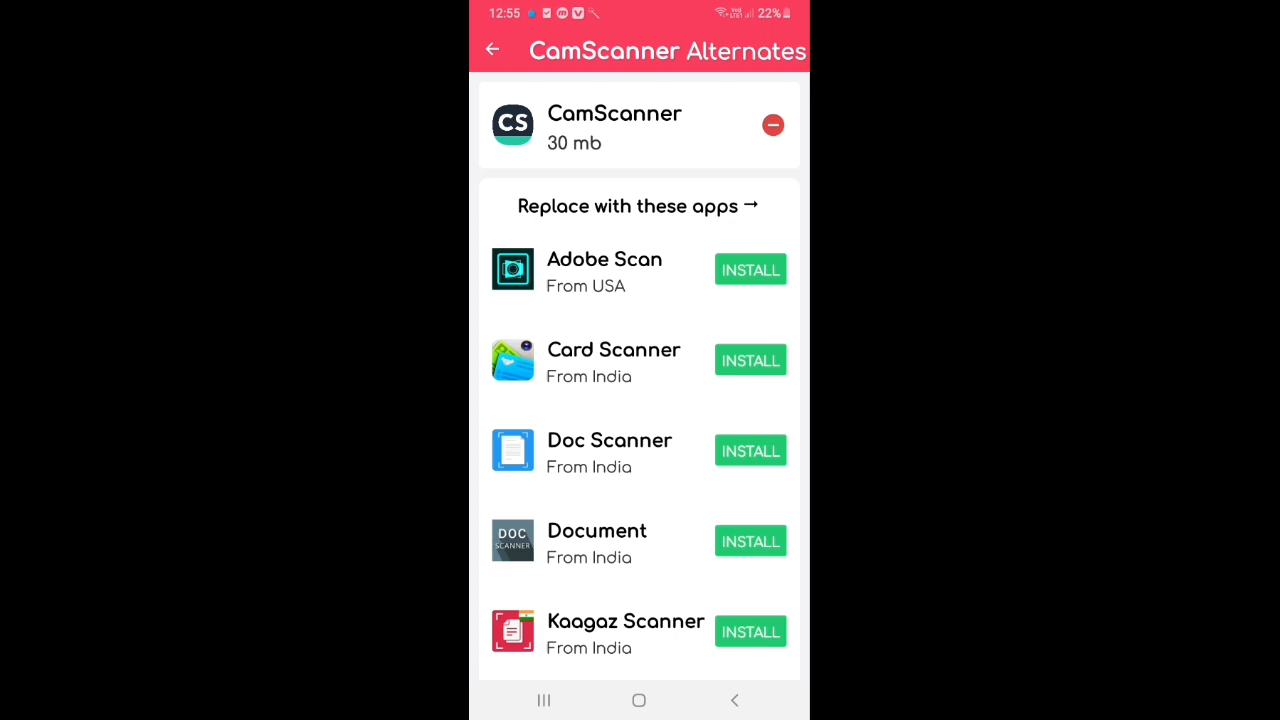 12:55
22%
CamScanner Alternates
CS
CamScanner
30 mb
Replace with these apps →
Adobe Scan
From USA
INSTALL
Card Scanner
From India
INSTALL
Doc Scanner
From India
INSTALL
DOC
SCANNER
Document
From India
INSTALL
Kaagaz Scanner
From India
INSTALL